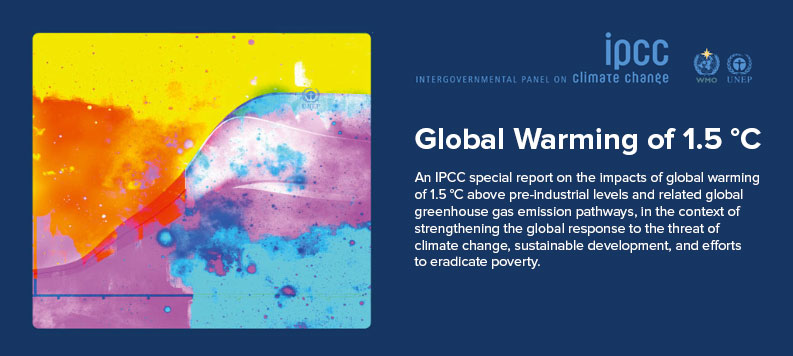 ipcc
INTERGOVERNMENTAL PANEL ON climate change
WMO UNEP
UNEP
Global Warming of 1.5 °C
An IPCC special report on the impacts of global warming
of 1.5 °C above pre-industrial levels and related global
greenhouse gas emission pathways, in the context of
strengthening the global response to the threat of
climate change, sustainable development, and efforts
to eradicate poverty.